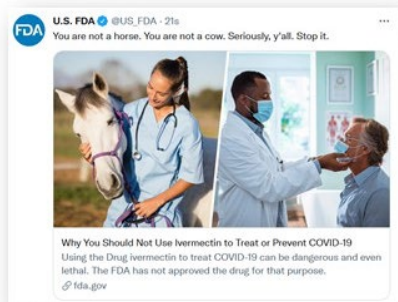 FDA
U.S. FDA @US_FDA · 21s
You are not a horse. You are not a cow. Seriously, y'all. Stop it.
Why You Should Not Use Ivermectin to Treat or Prevent COVID-19
Using the Drug ivermectin to treat COVID-19 can be dangerous and even
lethal. The FDA has not approved the drug for that purpose.
fda.gov